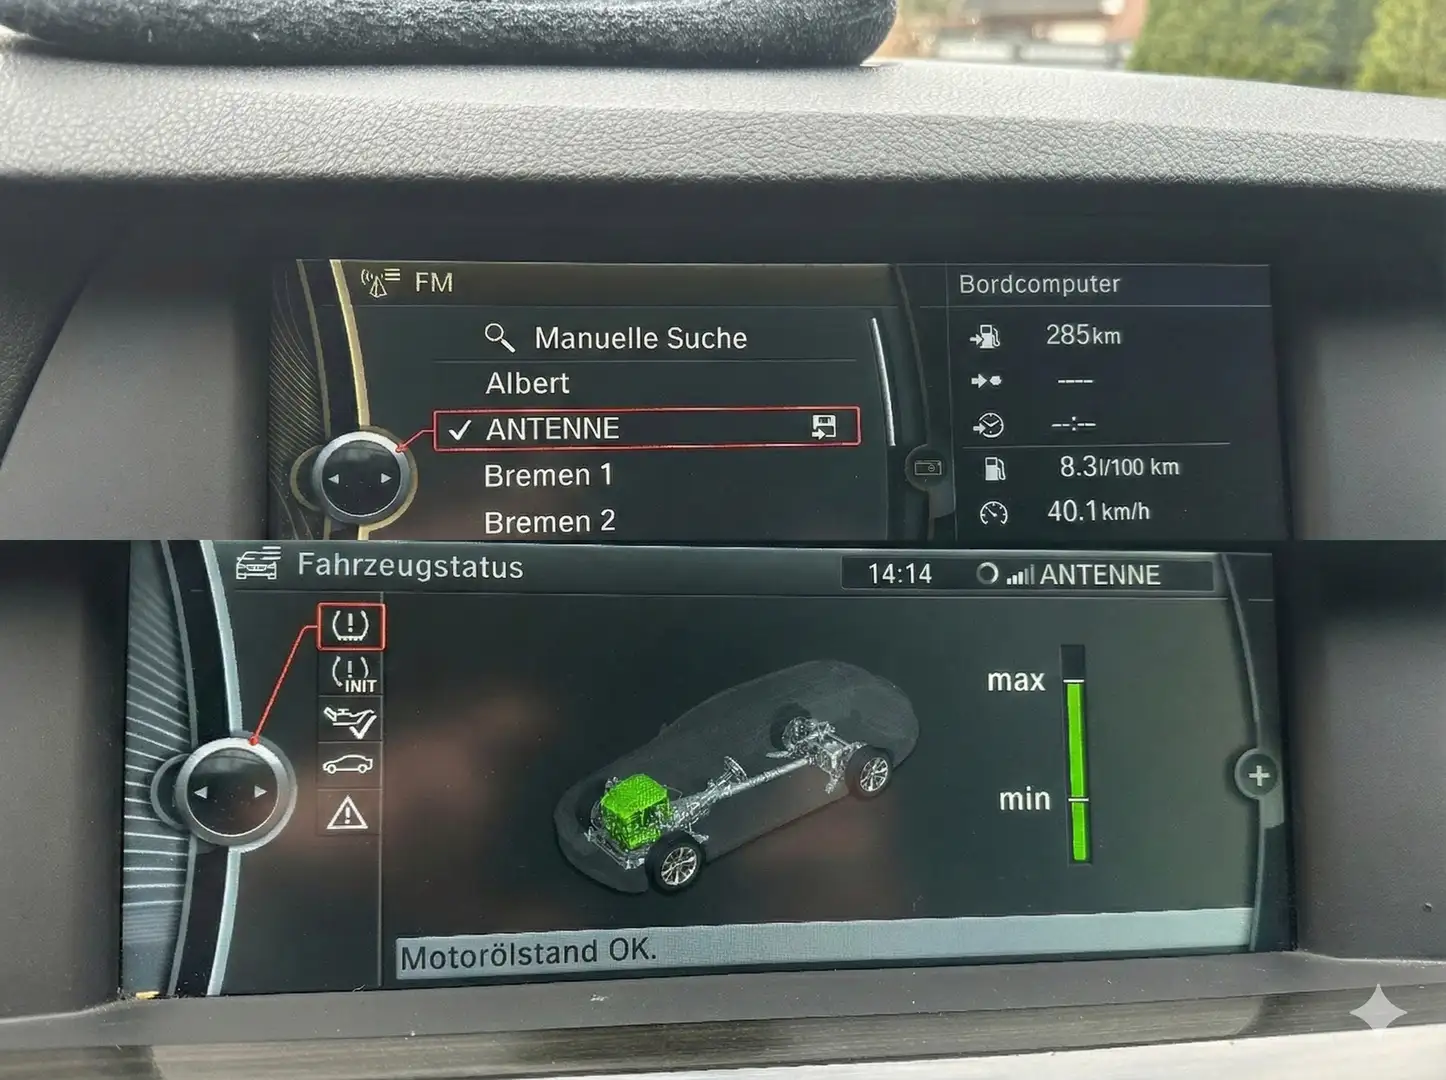 FM
Manuelle Suche
Albert
ANTENNE
Bremen 1
Bremen 2
Bordcomputer
285km
----
--:--
8.3l/100 km
40.1km/h
Fahrzeugstatus
14:14 ANTENNE
INIT
max
min
Motorölstand OK.